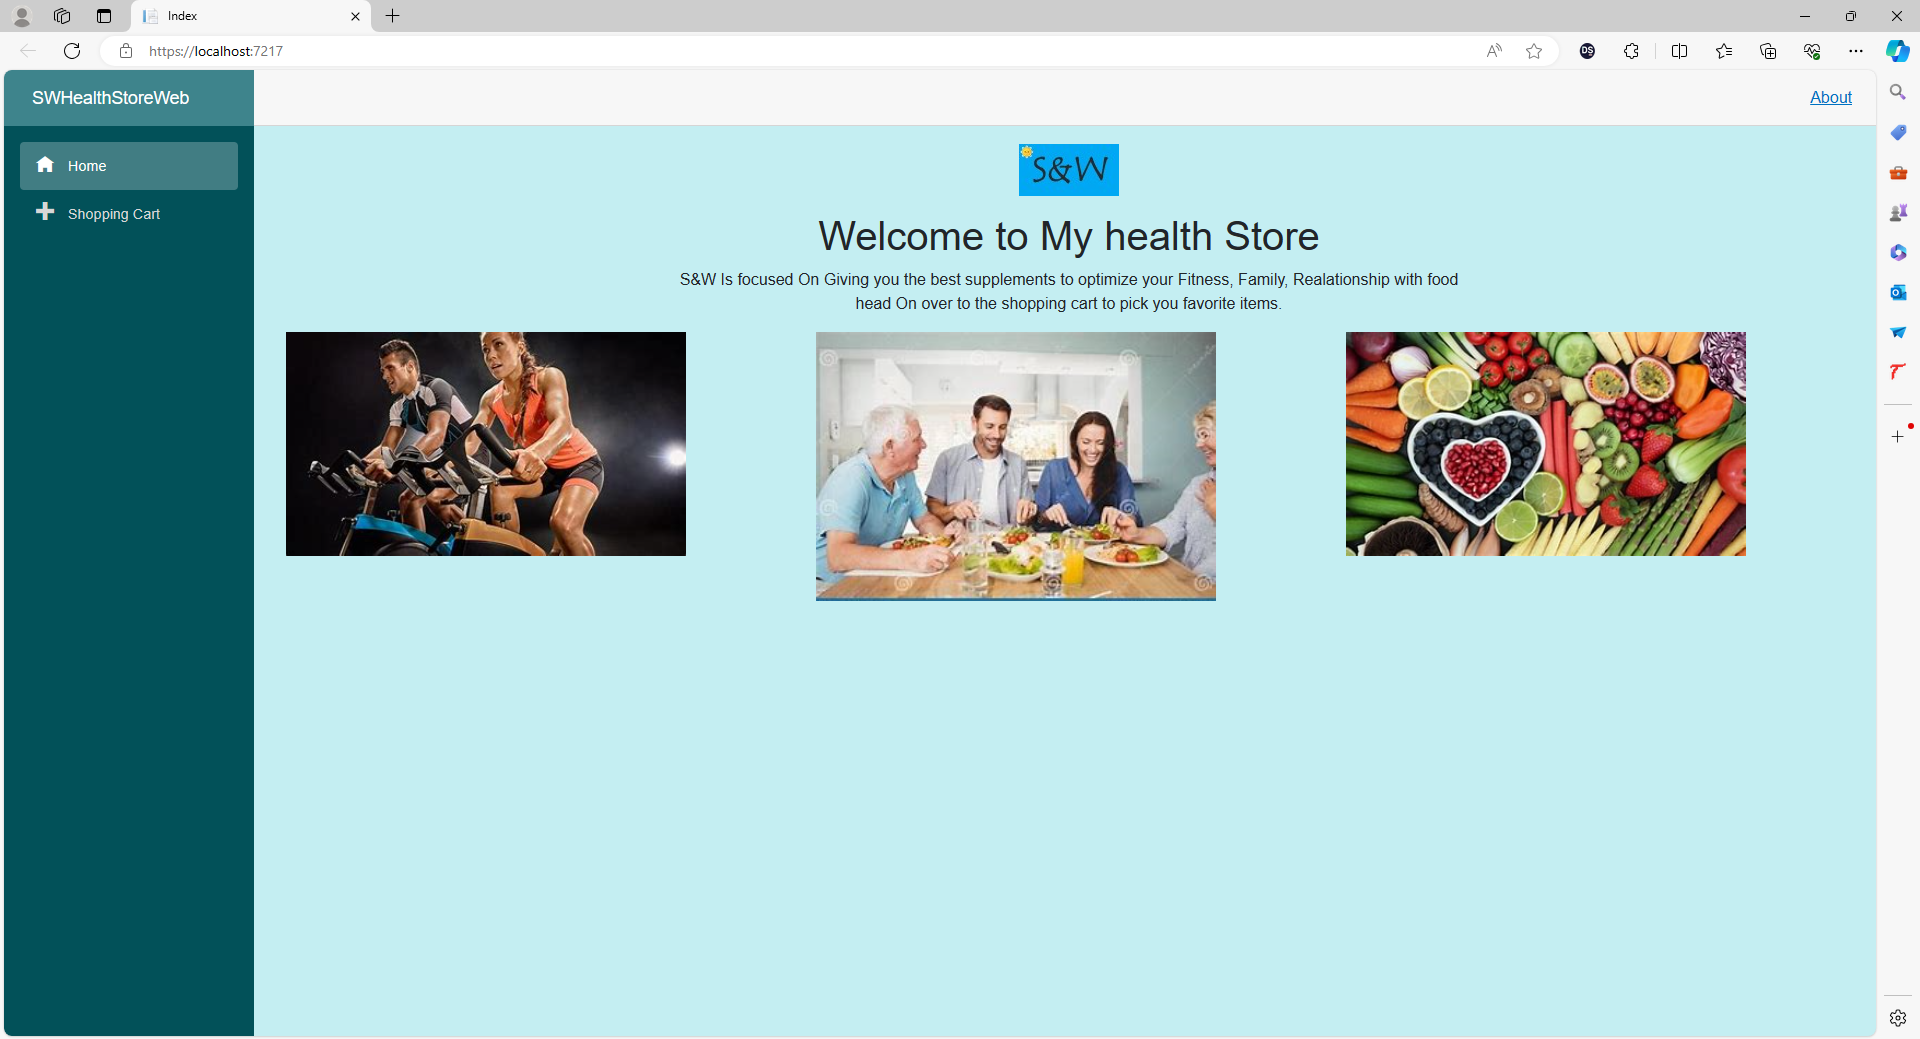 Index
https://localhost:7217
SWHealthStoreWeb
About
Home
Shopping Cart
S&W
Welcome to My health Store
S&W Is focused On Giving you the best supplements to optimize your Fitness, Family, Realationship with food
head On over to the shopping cart to pick you favorite items.